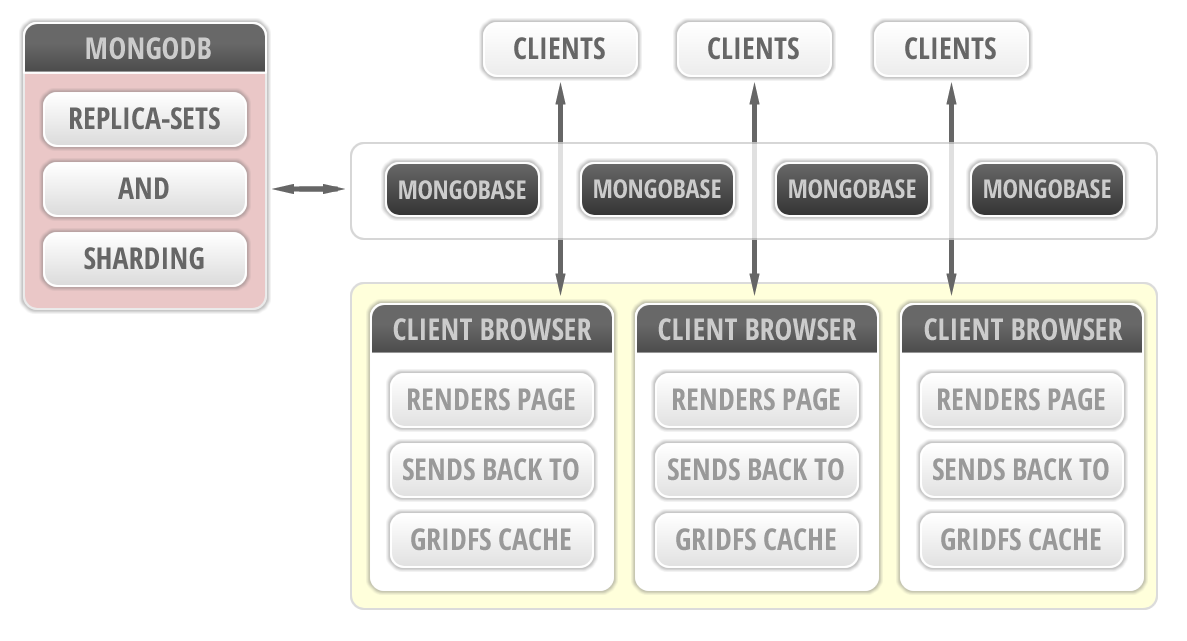 MONGODB
REPLICA-SETS
AND
SHARDING
CLIENTS
CLIENTS
CLIENTS
MONGOBASE
MONGOBASE
MONGOBASE
MONGOBASE
CLIENT BROWSER
RENDERS PAGE
SENDS BACK TO
GRIDFS CACHE
CLIENT BROWSER
RENDERS PAGE
SENDS BACK TO
GRIDFS CACHE
CLIENT BROWSER
RENDERS PAGE
SENDS BACK TO
GRIDFS CACHE